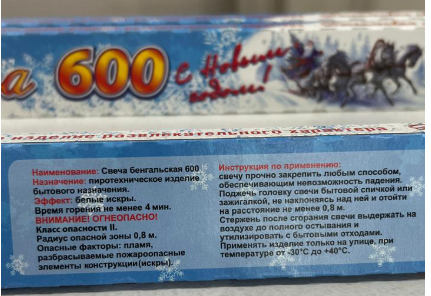 а 600 С Новым
годом!
изделие развлекательного характера
Наименование: Свеча бенгальская 600
Назначение: пиротехническое изделие
бытового назначения.
Эффект: белые искры.
Время горения не менее 4 мин.
ВНИМАНИЕ! ОГНЕОПАСНО!
Класс опасности II.
Радиус опасной зоны 0,8 м.
Опасные факторы: пламя,
разбрасываемые пожароопасные
элементы конструкции(искры).
Инструкция по применению:
свечу прочно закрепить любым способом,
обеспечивающим невозможность падения.
Поджечь головку свечи бытовой спичкой или
зажигалкой, не наклоняясь над ней и отойти
на расстояние не менее 0,8 м.
Стержень после сгорания свечи выдержать на
воздухе до полного остывания и
утилизировать с бытовыми отходами.
Применять изделие только на улице, при
температуре от -30°С до +40°С.